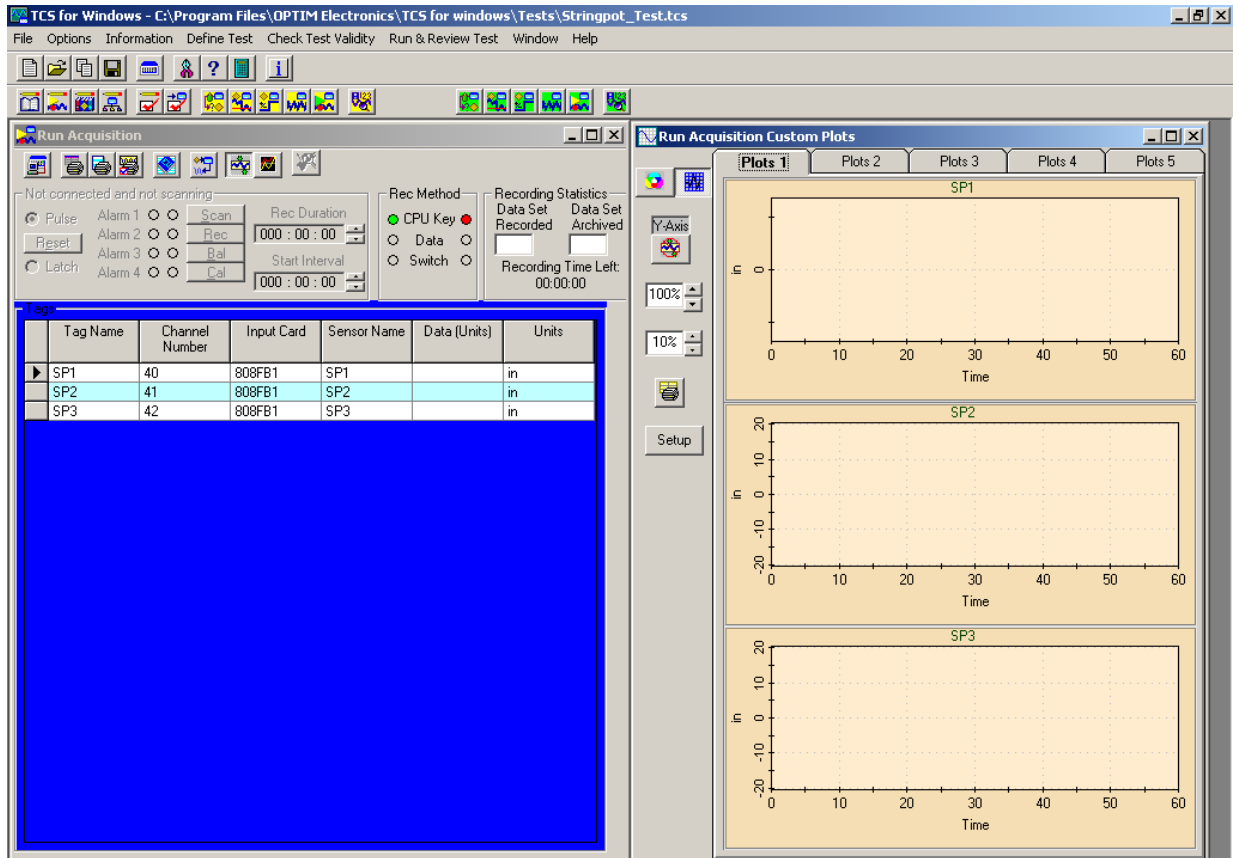 TCS for Windows - C:\Program Files\OPTIM Electronics\TCS for windows\Tests\Stringpot_Test.tcs
File Options Information Define Test Check Test Validity Run & Review Test Window Help
Run Acquisition
Not connected and not scanning
Pulse
Reset
Latch
Alarm 1
Alarm 2
Alarm 3
Alarm 4
Scan
Rec
Bal
Cal
Rec Duration
000 : 00 : 00
Start Interval
000 : 00 : 00
Rec Method
CPU Key
Data
Switch
Recording Statistics
Data Set Recorded
Data Set Archived
Recording Time Left:
00:00:00
Tags
Tag Name Channel Number Input Card Sensor Name Data (Units) Units
SP1 40 808FB1 SP1 in
SP2 41 808FB1 SP2 in
SP3 42 808FB1 SP3 in
Run Acquisition Custom Plots
Plots 1 Plots 2 Plots 3 Plots 4 Plots 5
Y-Axis
100%
10%
Setup
SP1
in
0
0 10 20 30 40 50 60
Time
SP2
in
20
10
0
-10
-20
0 10 20 30 40 50 60
Time
SP3
in
20
10
0
-10
-20
0 10 20 30 40 50 60
Time